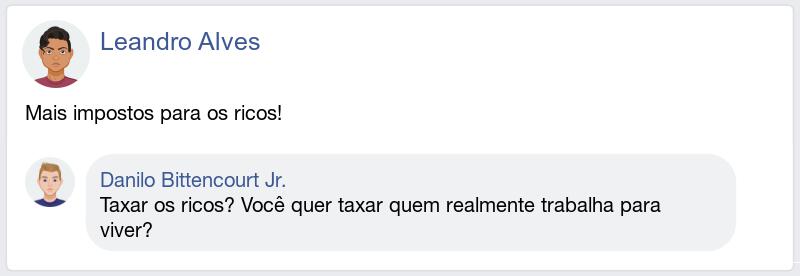 Leandro Alves
Mais impostos para os ricos!
Danilo Bittencourt Jr.
Taxar os ricos? Você quer taxar quem realmente trabalha para
viver?